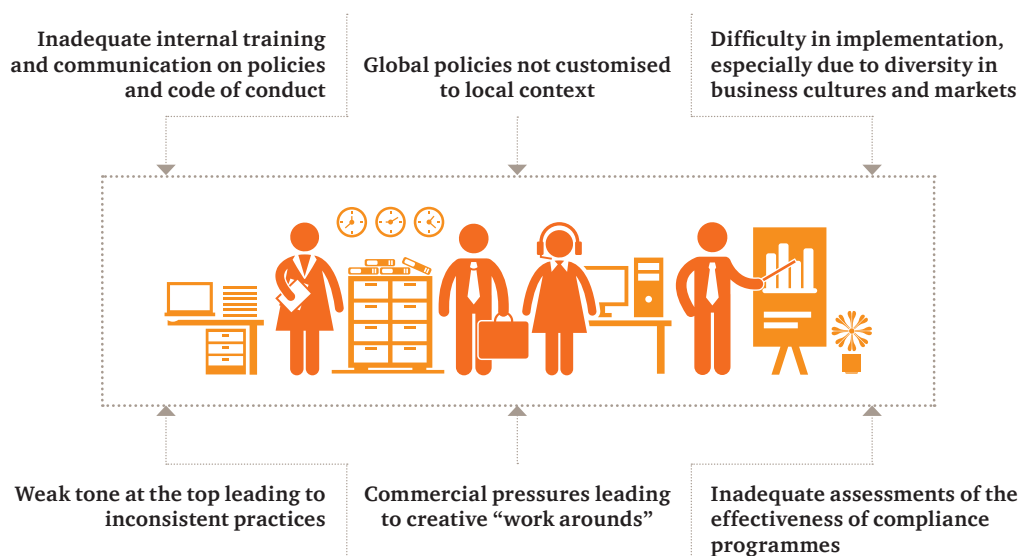 Inadequate internal training
and communication on policies
and code of conduct
Global policies not customised
to local context
Difficulty in implementation,
especially due to diversity in
business cultures and markets
Weak tone at the top leading to
inconsistent practices
Commercial pressures leading
to creative “work arounds”
Inadequate assessments of the
effectiveness of compliance
programmes